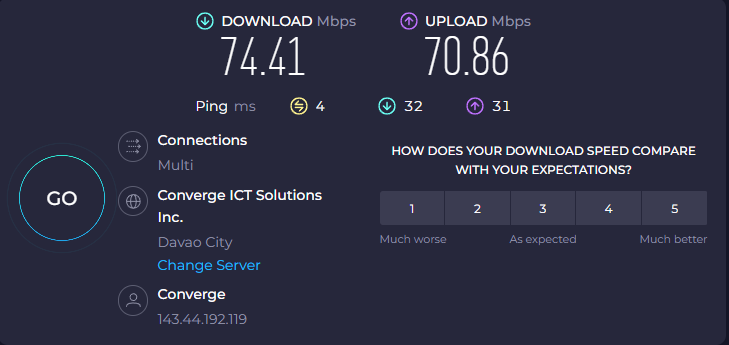 DOWNLOAD Mbps
UPLOAD Mbps
74.41
70.86
Ping ms 4 32 31
Connections
Multi
Converge ICT Solutions
Inc.
Davao City
Change Server
Converge
143.44.192.119
GO
HOW DOES YOUR DOWNLOAD SPEED COMPARE
WITH YOUR EXPECTATIONS?
1 2 3 4 5
Much worse As expected Much better